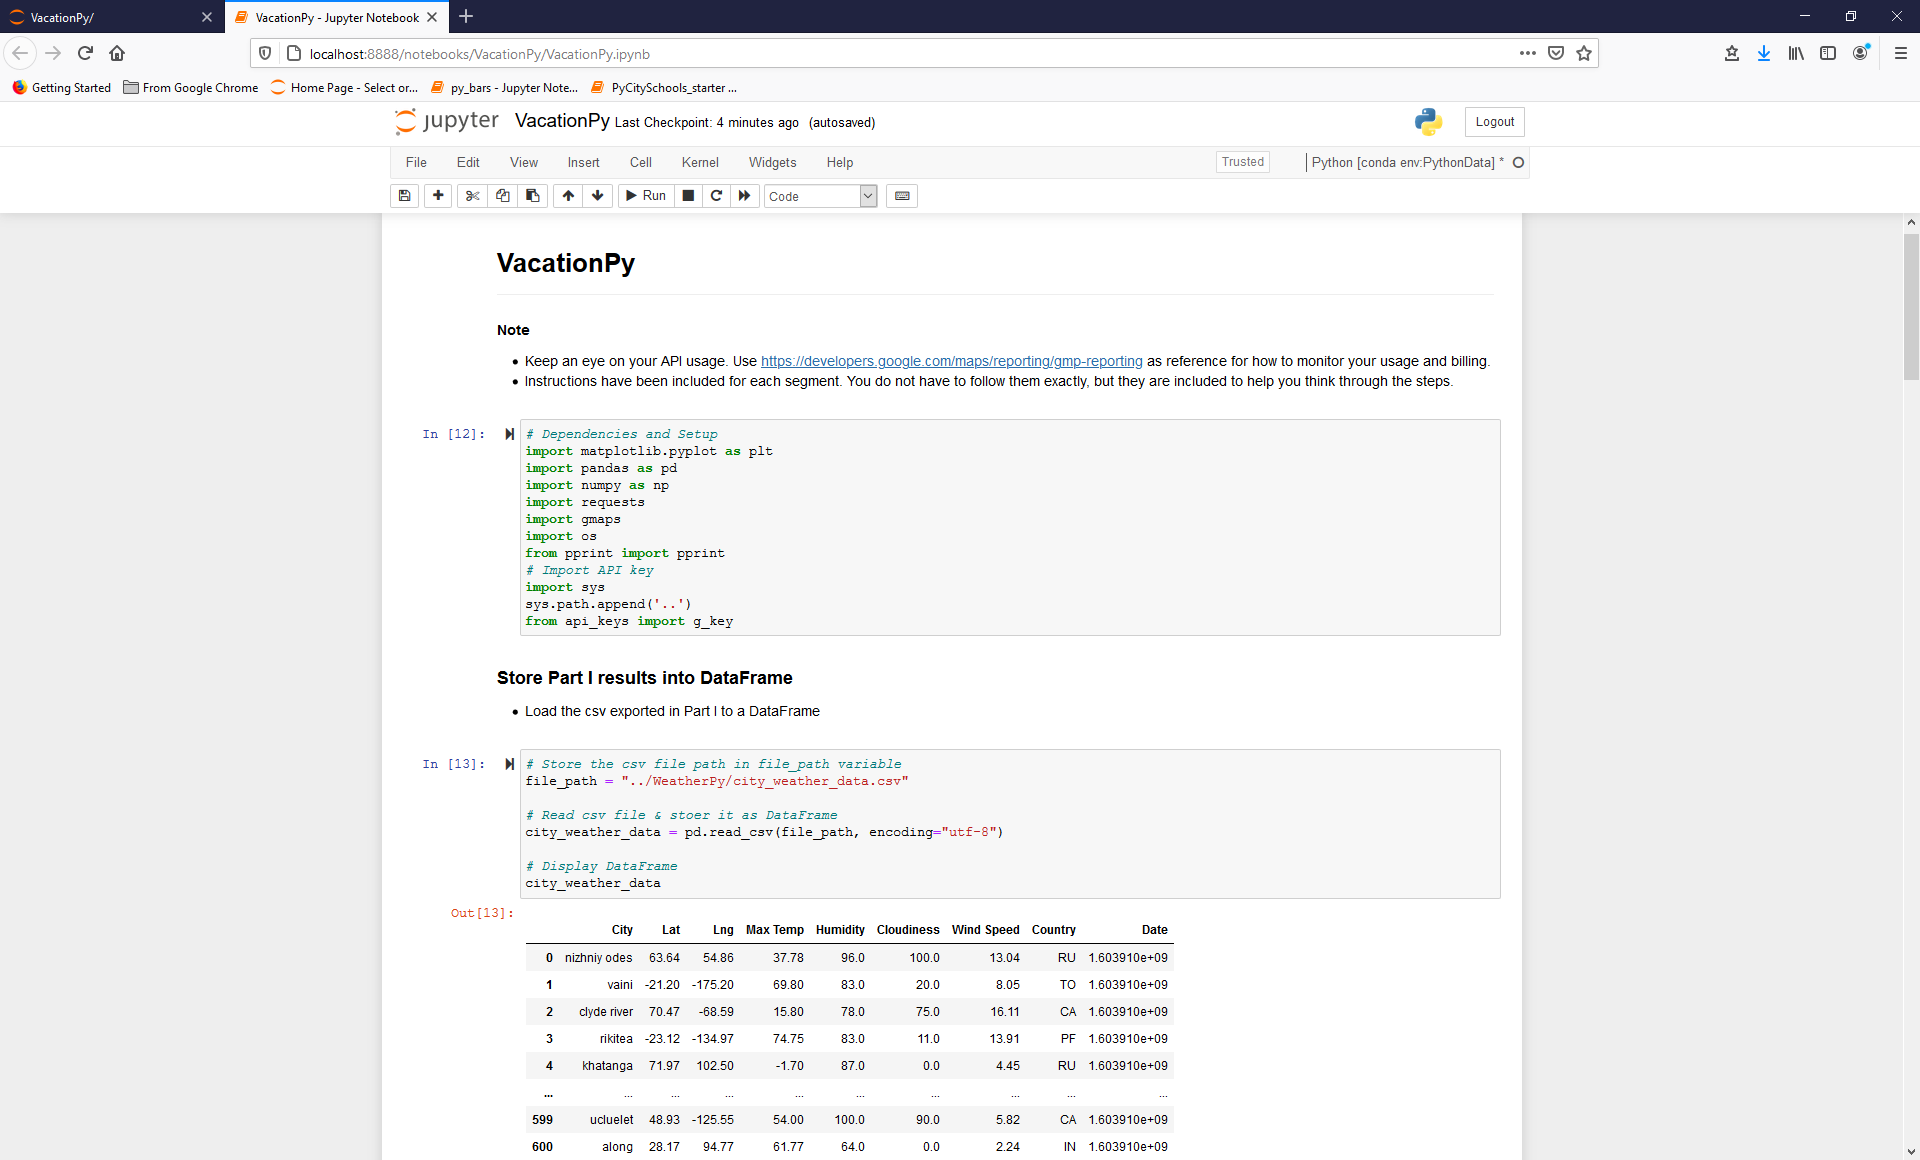 VacationPy/
VacationPy - Jupyter Notebook
localhost:8888/notebooks/VacationPy/VacationPy.ipynb
Getting Started
From Google Chrome
Home Page - Select or...
py_bars - Jupyter Note...
PyCitySchools_starter ...
jupyter VacationPy Last Checkpoint: 4 minutes ago (autosaved)
Logout
File Edit View Insert Cell Kernel Widgets Help
Trusted
Python [conda env:PythonData] *
Run
Code
VacationPy
Note
• Keep an eye on your API usage. Use https://developers.google.com/maps/reporting/gmp-reporting as reference for how to monitor your usage and billing.
• Instructions have been included for each segment. You do not have to follow them exactly, but they are included to help you think through the steps.
In [12]:
# Dependencies and Setup
import matplotlib.pyplot as plt
import pandas as pd
import numpy as np
import requests
import gmaps
import os
from pprint import pprint
# Import API key
import sys
sys.path.append('..')
from api_keys import g_key
Store Part I results into DataFrame
• Load the csv exported in Part I to a DataFrame
In [13]:
# Store the csv file path in file_path variable
file_path = "../WeatherPy/city_weather_data.csv"
# Read csv file & stoer it as DataFrame
city_weather_data = pd.read_csv(file_path, encoding="utf-8")
# Display DataFrame
city_weather_data
Out[13]:
City Lat Lng Max Temp Humidity Cloudiness Wind Speed Country Date
0 nizhniy odes 63.64 54.86 37.78 96.0 100.0 13.04 RU 1.603910e+09
1 vaini -21.20 -175.20 69.80 83.0 20.0 8.05 TO 1.603910e+09
2 clyde river 70.47 -68.59 15.80 78.0 75.0 16.11 CA 1.603910e+09
3 rikitea -23.12 -134.97 74.75 83.0 11.0 13.91 PF 1.603910e+09
4 khatanga 71.97 102.50 -1.70 87.0 0.0 4.45 RU 1.603910e+09
... ... ... ... ... ... ... ... ... ...
599 ucluelet 48.93 -125.55 54.00 100.0 90.0 5.82 CA 1.603910e+09
600 along 28.17 94.77 61.77 64.0 0.0 2.24 IN 1.603910e+09